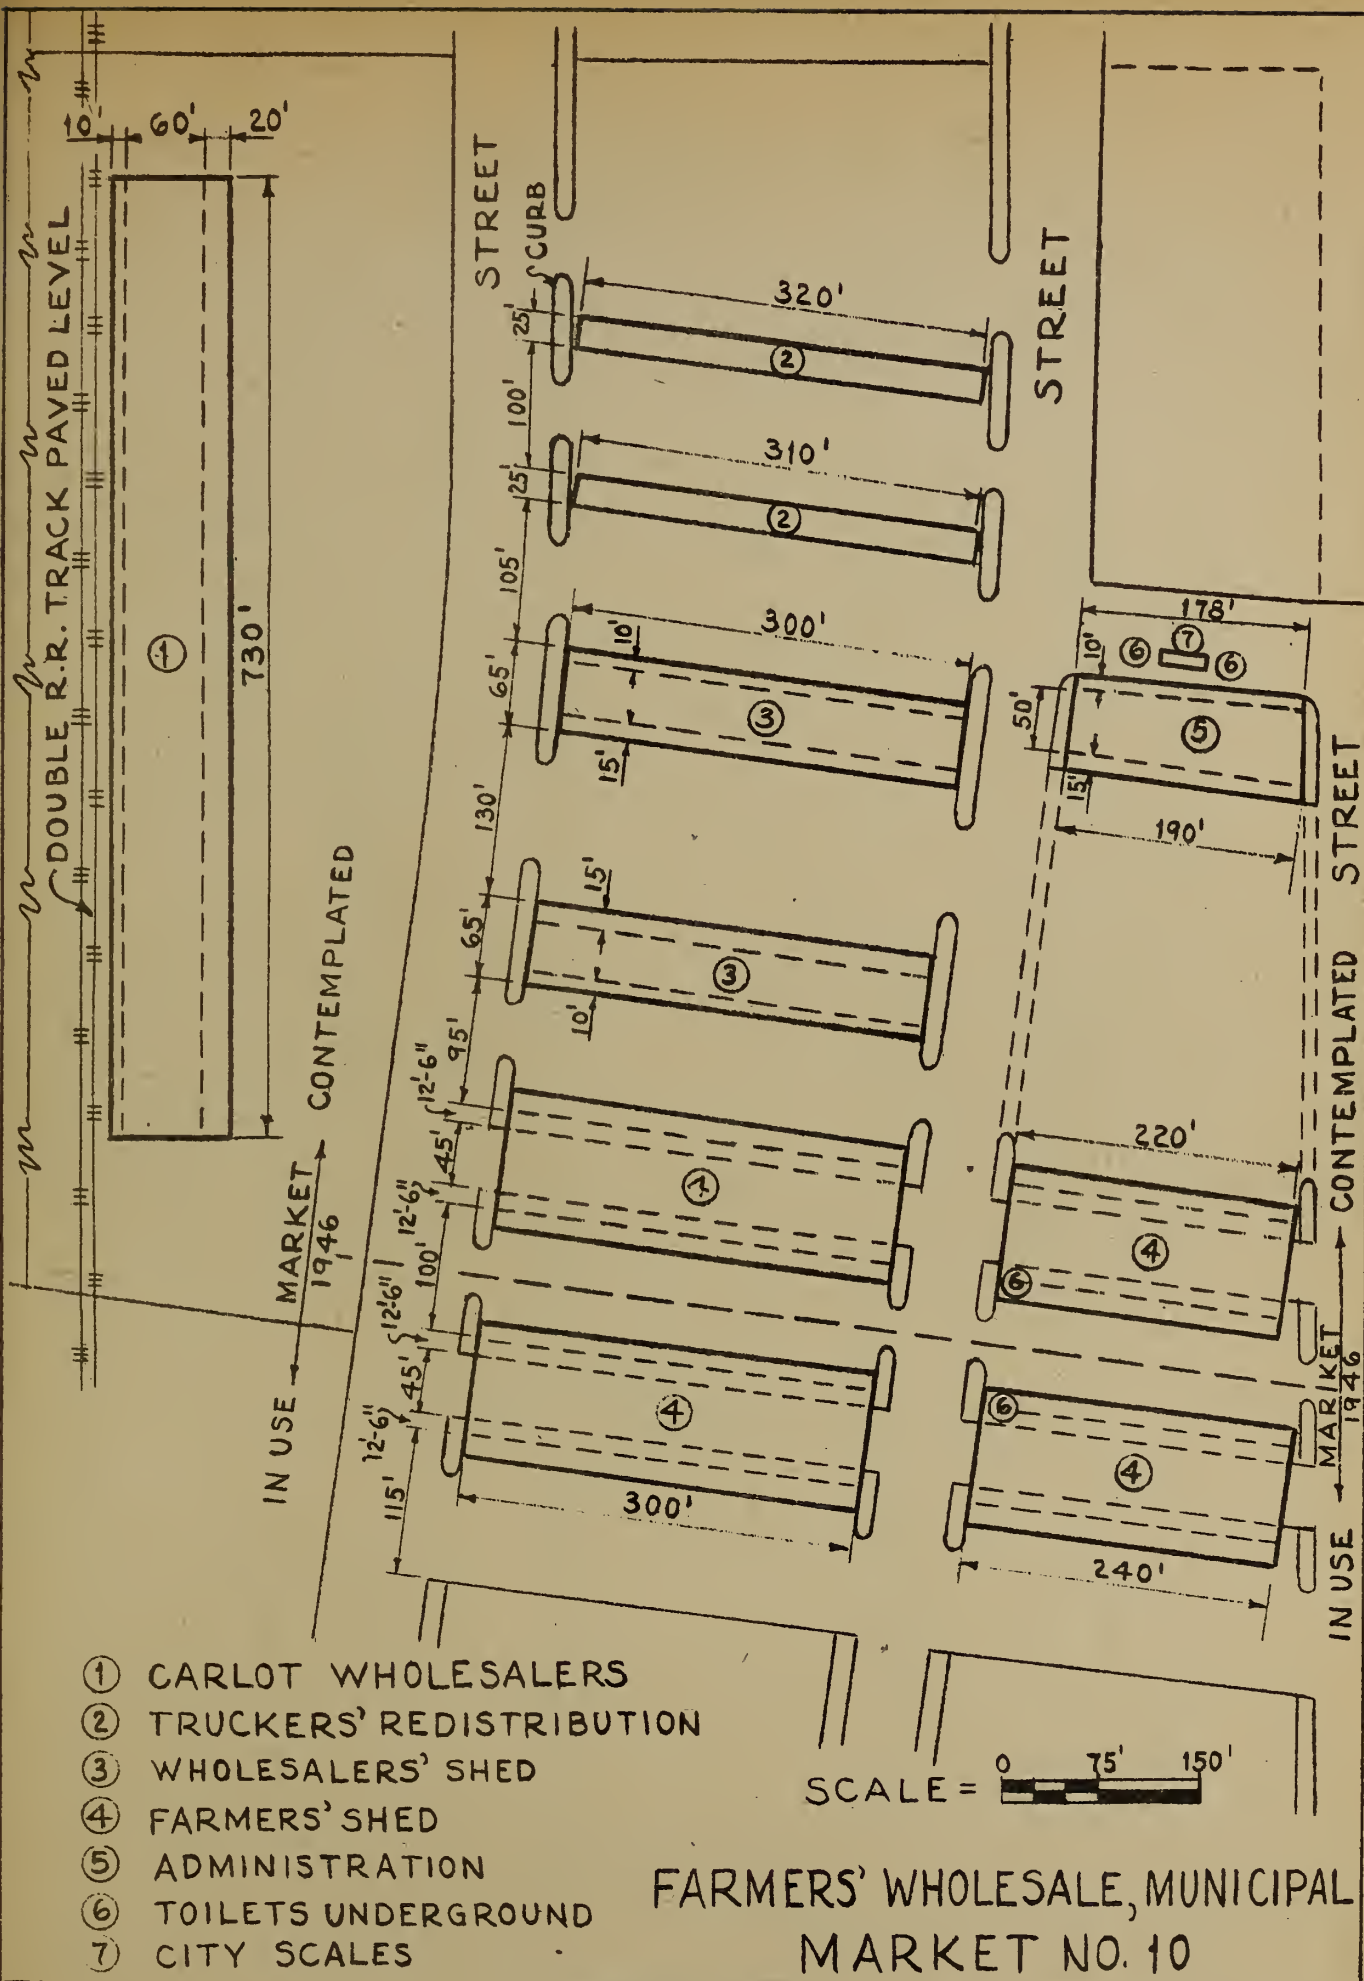 10' 60' 20'
DOUBLE R.R. TRACK PAVED LEVEL
1
730'
STREET
CURB
320'
25'
2
100'
310'
25'
2
105'
300'
10'
65'
3
15'
130'
15'
65'
3
10'
95'
12'-6"
45'
12'-6"
100'
12'-6"
4
45'
12'-6"
115'
300'
STREET
178'
7
6 6
10'
50'
5
15'
190'
220'
4
6
6
4
240'
MARKET
1946
CONTEMPLATED
IN USE
STREET
CONTEMPLATED
MARKET
1946
IN USE
1 CARLOT WHOLESALERS
2 TRUCKERS' REDISTRIBUTION
3 WHOLESALERS' SHED
4 FARMERS' SHED
5 ADMINISTRATION
6 TOILETS UNDERGROUND
7 CITY SCALES
SCALE = 0 75' 150'
FARMERS' WHOLESALE, MUNICIPAL
MARKET NO. 10